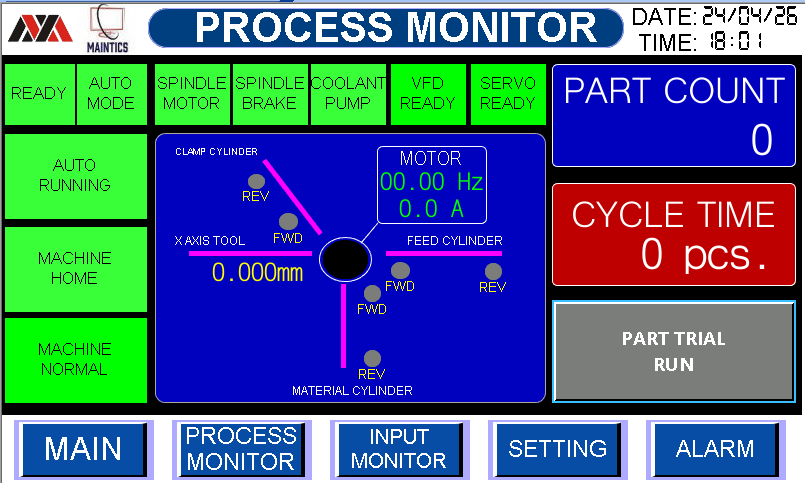 MAINTICS
PROCESS MONITOR
DATE: 24/04/26
TIME: 18:01
READY
AUTO
MODE
SPINDLE
MOTOR
SPINDLE
BRAKE
COOLANT
PUMP
VFD
READY
SERVO
READY
PART COUNT
0
AUTO
RUNNING
MACHINE
HOME
MACHINE
NORMAL
CLAMP CYLINDER
REV
FWD
MOTOR
00.00 Hz
0.0 A
X AXIS TOOL
0.000mm
FEED CYLINDER
FWD
REV
FWD
REV
MATERIAL CYLINDER
CYCLE TIME
0 pcs.
PART TRIAL
RUN
MAIN
PROCESS
MONITOR
INPUT
MONITOR
SETTING
ALARM